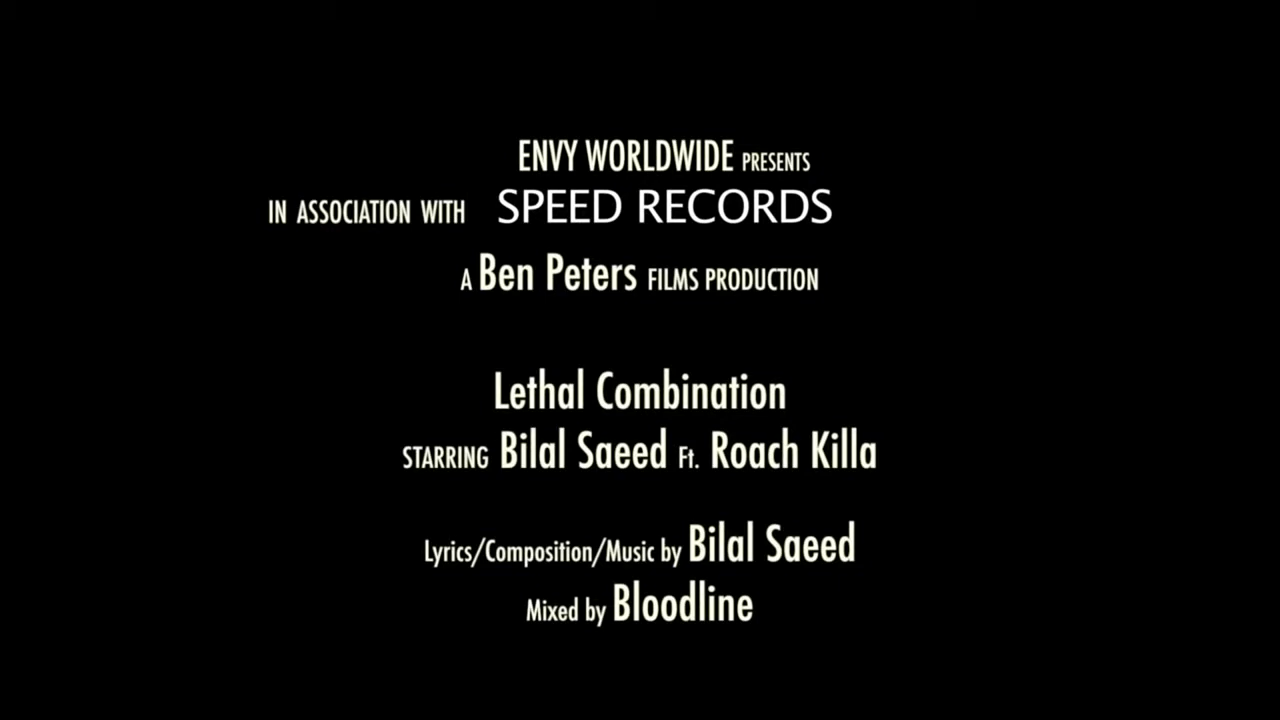 ENVY WORLDWIDE PRESENTS
IN ASSOCIATION WITH SPEED RECORDS
A Ben Peters FILMS PRODUCTION
Lethal Combination
STARRING Bilal Saeed Ft. Roach Killa
Lyrics/Composition/Music by Bilal Saeed
Mixed by Bloodline